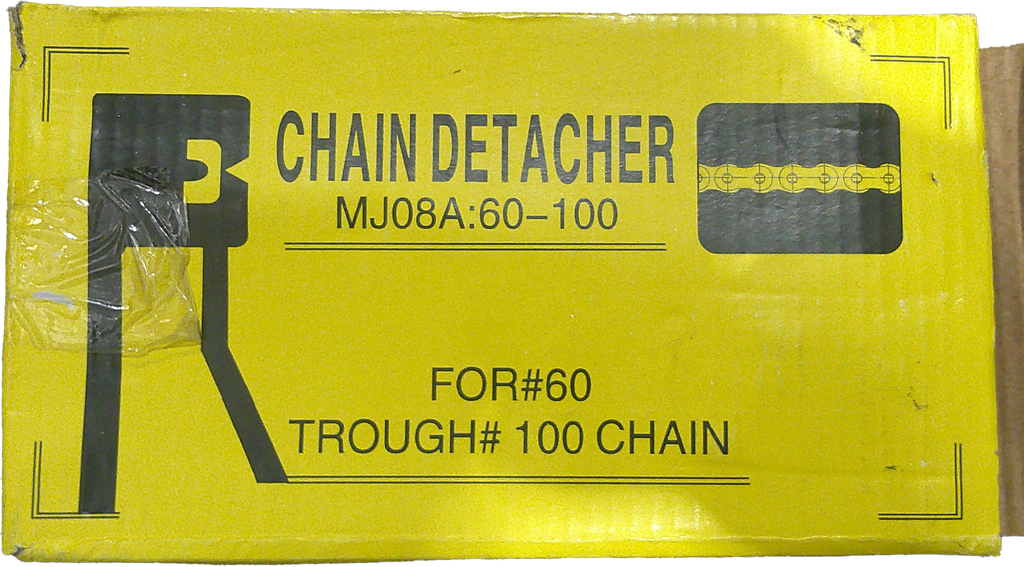 CHAIN DETACHER
MJ08A:60-100
FOR#60
TROUGH# 100 CHAIN